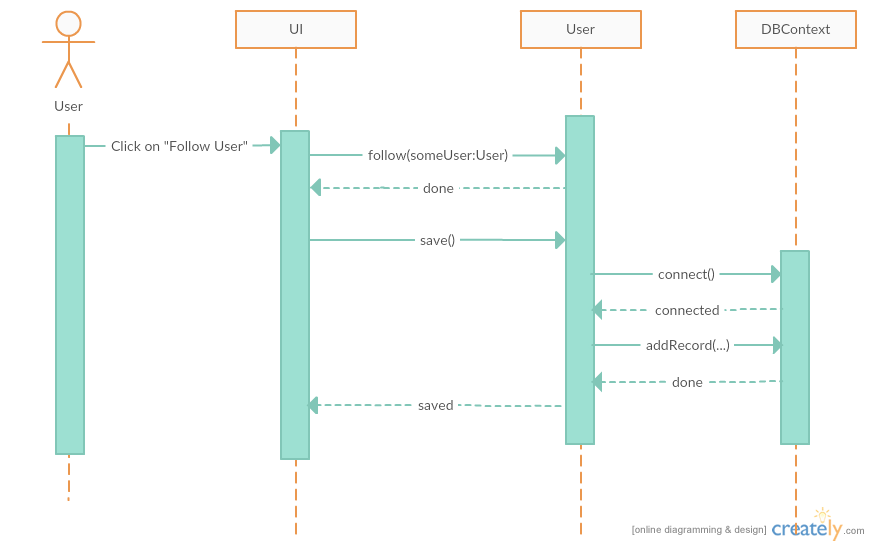 UI
User
DBContext
User
Click on "Follow User"
follow(someUser:User)
done
save()
connect()
connected
addRecord(...)
done
saved
[online diagramming & design] creately.com